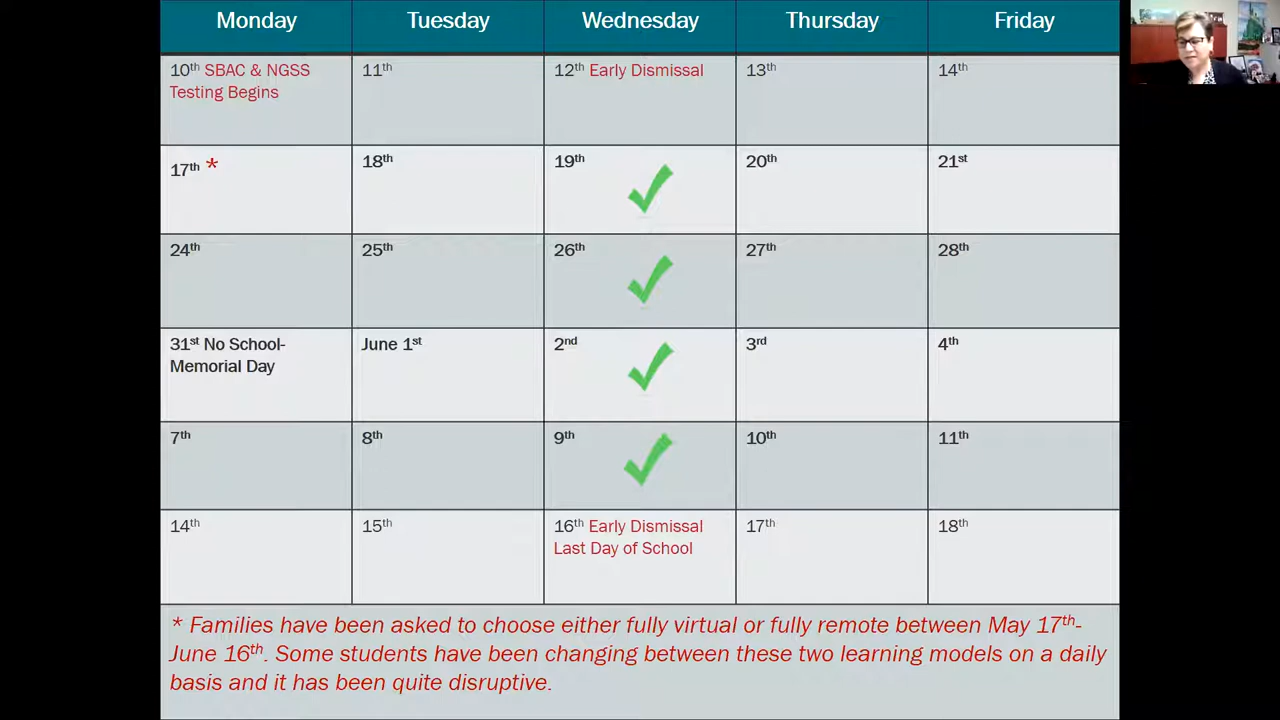 Monday Tuesday Wednesday Thursday Friday
10th SBAC & NGSS
Testing Begins
11th
12th Early Dismissal
13th
14th
17th *
18th
19th
20th
21st
24th
25th
26th
27th
28th
31st No School-
Memorial Day
June 1st
2nd
3rd
4th
7th
8th
9th
10th
11th
14th
15th
16th Early Dismissal
Last Day of School
17th
18th
* Families have been asked to choose either fully virtual or fully remote between May 17th-
June 16th. Some students have been changing between these two learning models on a daily
basis and it has been quite disruptive.